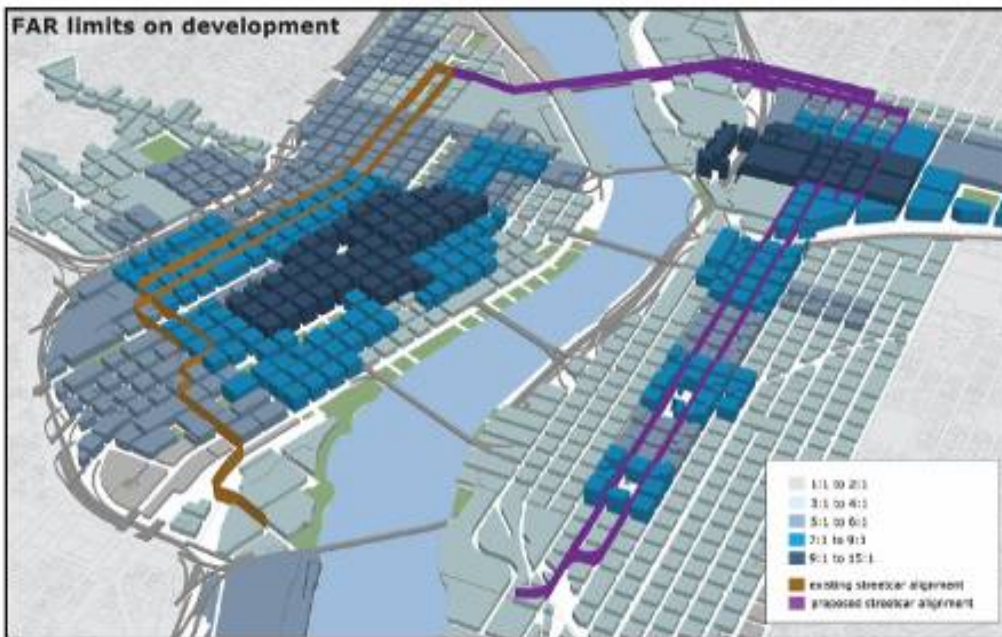 FAR limits on development
1:1 to 2:1
3:1 to 4:1
5:1 to 6:1
7:1 to 9:1
9:1 to 15:1
existing streetcar alignment
proposed streetcar alignment